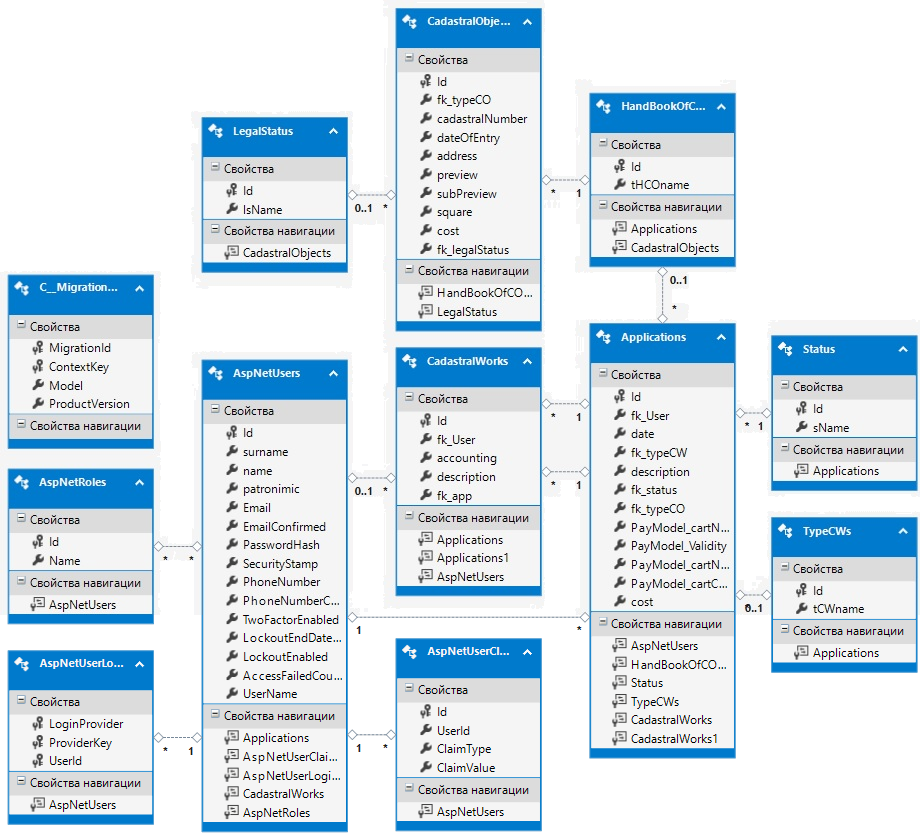 CadastralObje...
Свойства
Id
fk_typeCO
cadastralNumber
dateOfEntry
address
preview
subPreview
square
cost
fk_legalStatus
Свойства навигации
HandBookOfCO...
LegalStatus
LegalStatus
Свойства
Id
lsName
Свойства навигации
CadastralObjects
0..1
*
HandBookOfC...
Свойства
Id
tHCOname
Свойства навигации
Applications
CadastralObjects
*
1
0..1
*
C__Migration...
Свойства
MigrationId
ContextKey
Model
ProductVersion
Свойства навигации
AspNetUsers
Свойства
Id
surname
name
patronimic
Email
EmailConfirmed
PasswordHash
SecurityStamp
PhoneNumber
PhoneNumberC...
TwoFactorEnabled
LockoutEndDate...
LockoutEnabled
AccessFailedCou...
UserName
Свойства навигации
Applications
AspNetUserClai...
AspNetUserLogi...
CadastralWorks
AspNetRoles
CadastralWorks
Свойства
Id
fk_User
accounting
description
fk_app
Свойства навигации
Applications
Applications1
AspNetUsers
0..1
*
*
1
*
1
Applications
Свойства
Id
fk_User
date
fk_typeCW
description
fk_status
fk_typeCO
PayModel_cartN...
PayModel_Validity
PayModel_cartN...
PayModel_cartC...
cost
Свойства навигации
AspNetUsers
HandBookOfCO...
Status
TypeCWs
CadastralWorks
CadastralWorks1
Status
Свойства
Id
sName
Свойства навигации
Applications
*
1
AspNetRoles
Свойства
Id
Name
Свойства навигации
AspNetUsers
*
*
TypeCWs
Свойства
Id
tCWname
Свойства навигации
Applications
0..1
1
*
AspNetUserLo...
Свойства
LoginProvider
ProviderKey
UserId
Свойства навигации
AspNetUsers
*
1
AspNetUserCl...
Свойства
Id
UserId
ClaimType
ClaimValue
Свойства навигации
AspNetUsers
1
*